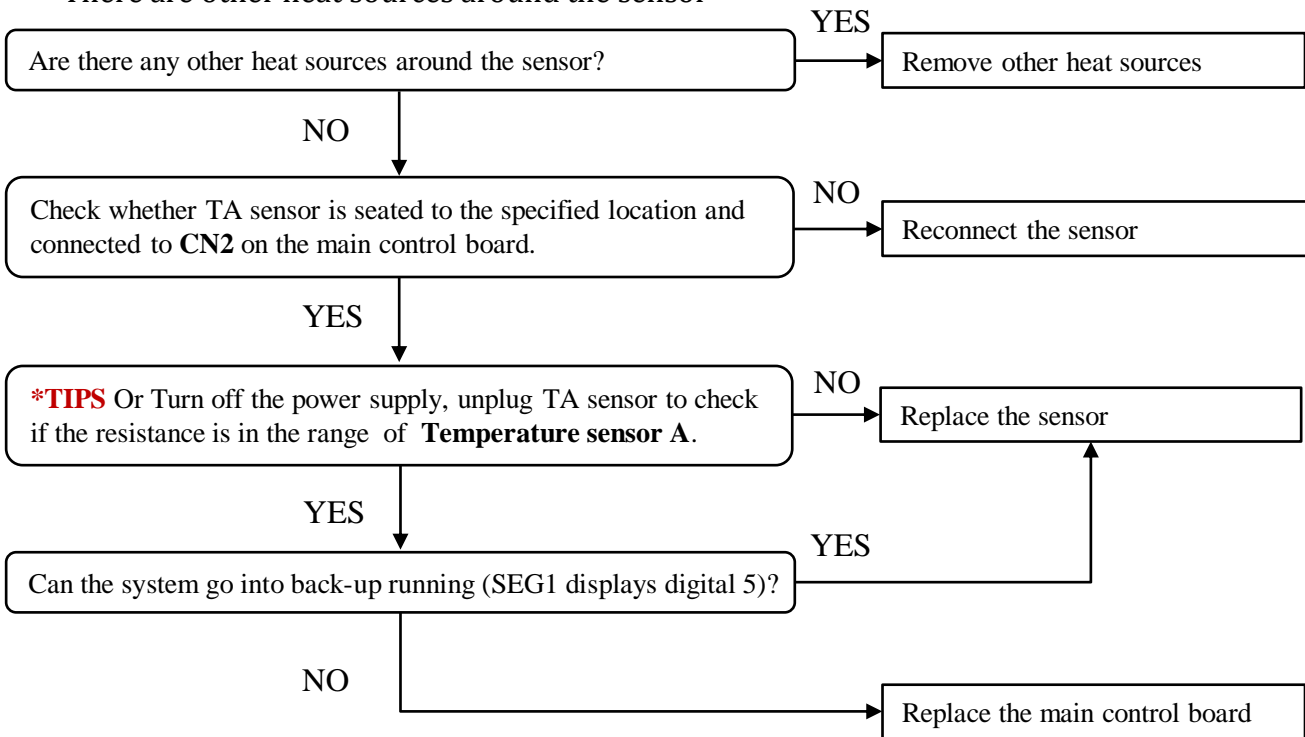 There are other heat sources around the sensor
YES
Are there any other heat sources around the sensor?
Remove other heat sources
NO
Check whether TA sensor is seated to the specified location and
connected to CN2 on the main control board.
NO
Reconnect the sensor
YES
*TIPS Or Turn off the power supply, unplug TA sensor to check
if the resistance is in the range of Temperature sensor A.
NO
Replace the sensor
YES
Can the system go into back-up running (SEG1 displays digital 5)?
YES
NO
Replace the main control board